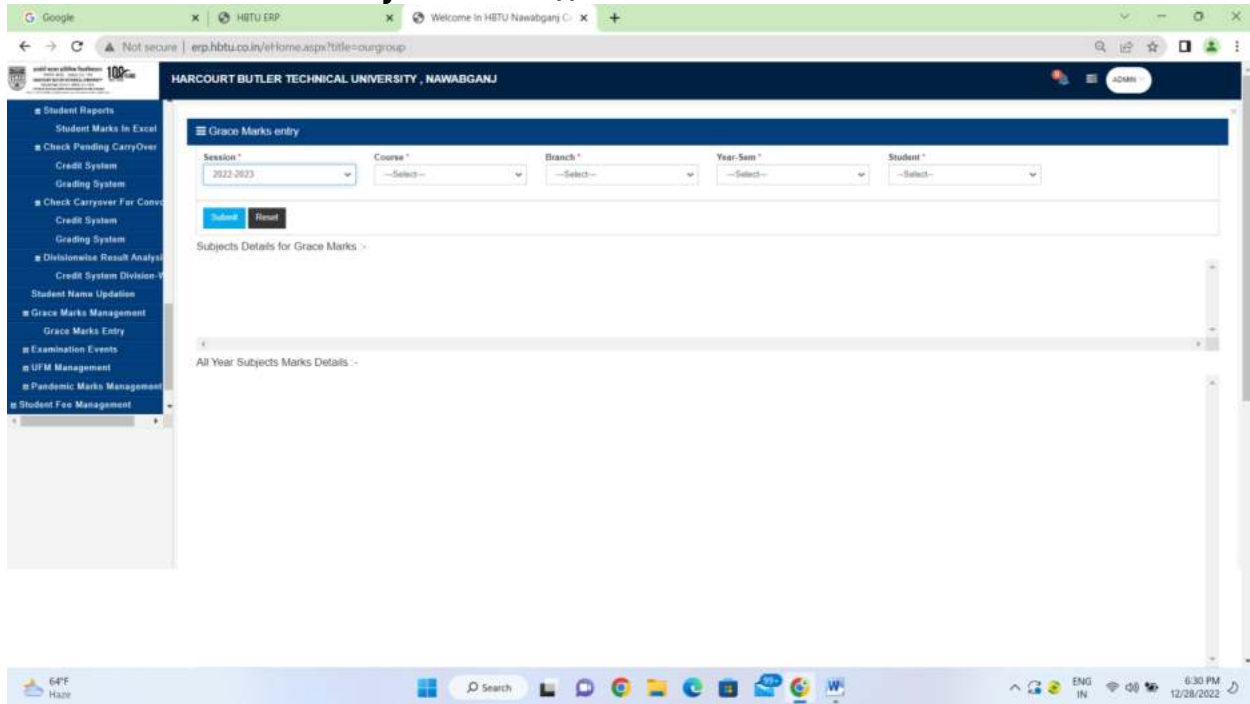 Google
HBTU ERP
Welcome In HBTU Nawabganj C
Not secure | erp.hbtu.co.in/eHome.aspx?title=ourgroup
HARCOURT BUTLER TECHNICAL UNIVERSITY , NAWABGANJ
ADMIN
Student Reports
Student Marks In Excel
Check Pending CarryOver
Credit System
Grading System
Check Carryover For Convo
Credit System
Grading System
Divisionwise Result Analysi
Credit System Division-W
Student Name Updation
Grace Marks Management
Grace Marks Entry
Examination Events
UFM Management
Pandemic Marks Management
Student Fee Management
Grace Marks entry
Session * Course * Branch * Year-Sem * Student *
2022-2023 ---Select--- ---Select--- ---Select--- --Select--
Submit Reset
Subjects Details for Grace Marks :-
All Year Subjects Marks Details :-
64°F
Haze
Search
99+
ENG
IN
6:30 PM
12/28/2022